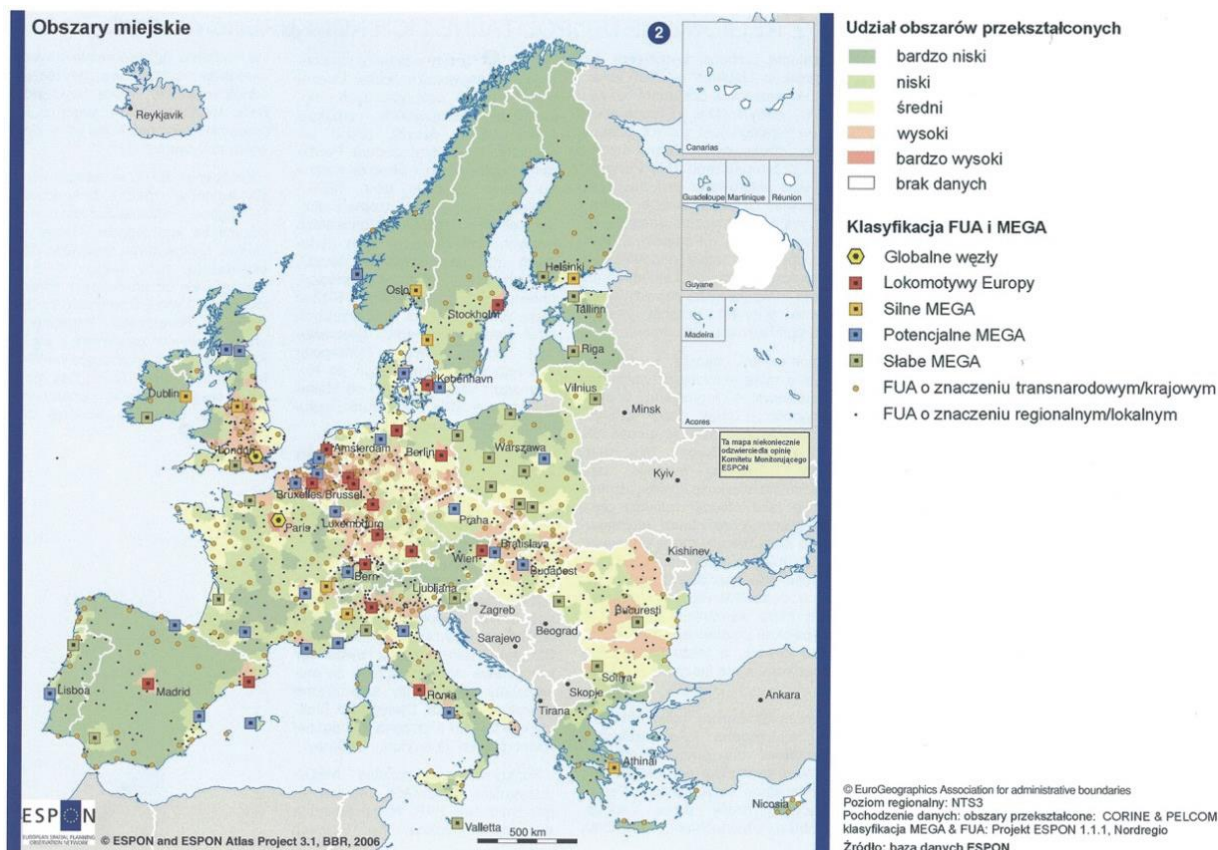 Obszary miejskie
2
Reykjavik
Canarias
Guadeloupe
Martinique
Réunion
Guyane
Madeira
Acores
Helsinki
Oslo
Tallinn
Stockholm
Riga
København
Vilnius
Dublin
Minsk
London
Amsterdam
Berlin
Warszawa
Ta mapa niekoniecznie
odzwierciedla opinię
Komitetu Monitorującego
ESPON
Bruxelles/Brussel
Kyiv
Paris
Luxembourg
Praha
Bratislava
Wien
Budapest
Kishinev
Bern
Ljubljana
Zagreb
Bucuresti
Beograd
Sarajevo
Sofiya
Skopje
Tirana
Ankara
Lisboa
Madrid
Roma
Athinai
Nicosia
Valletta
500 km
ESPON
EUROPEAN SPATIAL PLANNING
OBSERVATION NETWORK
© ESPON and ESPON Atlas Project 3.1, BBR, 2006
Udział obszarów przekształconych
bardzo niski
niski
średni
wysoki
bardzo wysoki
brak danych
Klasyfikacja FUA i MEGA
Globalne węzły
Lokomotywy Europy
Silne MEGA
Potencjalne MEGA
Słabe MEGA
FUA o znaczeniu transnarodowym/krajowym
FUA o znaczeniu regionalnym/lokalnym
© EuroGeographics Association for administrative boundaries
Poziom regionalny: NTS3
Pochodzenie danych: obszary przekształcone: CORINE & PELCOM
klasyfikacja MEGA & FUA: Projekt ESPON 1.1.1, Nordregio
Źródło: baza danych ESPON